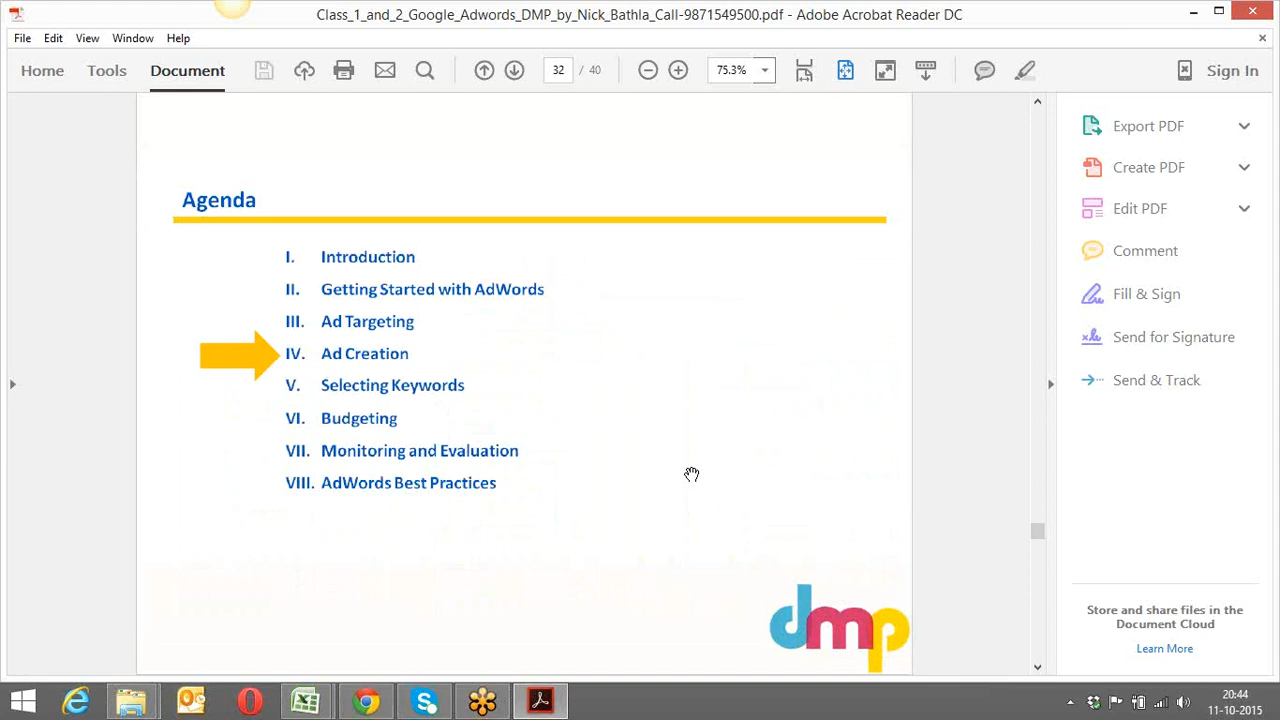 Class_1_and_2_Google_Adwords_DMP_by_Nick_Bathla_Call-9871549500.pdf - Adobe Acrobat Reader DC
File Edit View Window Help
Home Tools Document 32 / 40 75.3% Sign In
Export PDF
Create PDF
Edit PDF
Comment
Fill & Sign
Send for Signature
Send & Track
Agenda
I. Introduction
II. Getting Started with AdWords
III. Ad Targeting
IV. Ad Creation
V. Selecting Keywords
VI. Budgeting
VII. Monitoring and Evaluation
VIII. AdWords Best Practices
dmp
Store and share files in the
Document Cloud
Learn More
20:44
11-10-2015